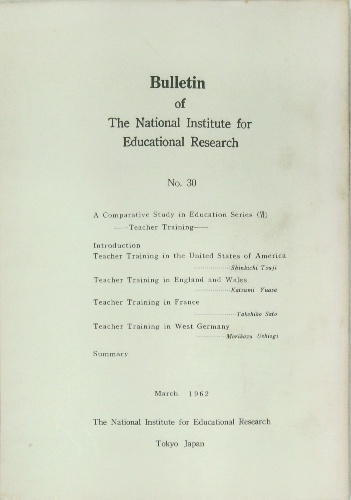 Bulletin
of
The National Institute for
Educational Research
No. 30
A Comparative Study in Education Series (Ⅶ)
——Teacher Training——
Introduction
Teacher Training in the United States of America
··················Shinkichi Tsuji
Teacher Training in England and Wales
··················Katsumi Yuasa
Teacher Training in France
··················Takehiko Sato
Teacher Training in West Germany
··················Morikazu Ushiogi
Summary
March 1962
The National Institute for Educational Research
Tokyo Japan